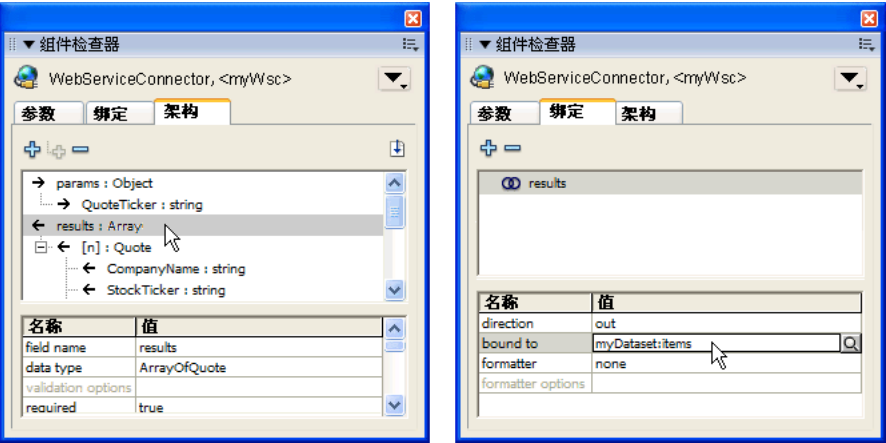 组件检查器
WebServiceConnector, <myWsc>
参数 绑定 架构
params : Object
QuoteTicker : string
results : Array
[n] : Quote
CompanyName : string
StockTicker : string
名称 值
field name results
data type ArrayOfQuote
validation options
required true
组件检查器
WebServiceConnector, <myWsc>
参数 绑定 架构
results
名称 值
direction out
bound to myDataset:items
formatter none
formatter options